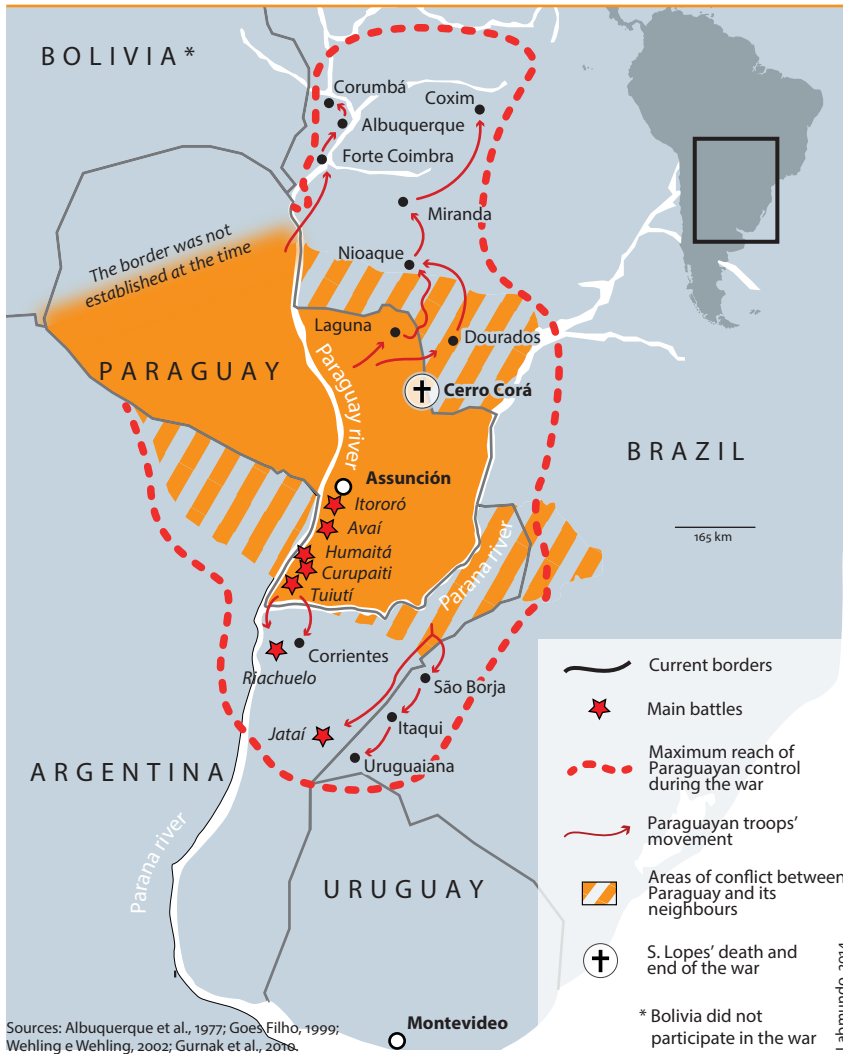 BOLIVIA*
Corumbá
Coxim
Albuquerque
Forte Coimbra
Miranda
The border was not
established at the time
Nioaque
Laguna
Dourados
PARAGUAY
Paraguay river
Cerro Corá
BRAZIL
Assunción
165 km
Itororó
Avaí
Humaitá
Curupaiti
Tuiutí
Parana river
Corrientes
Riachuelo
São Borja
Jataí
Itaqui
Uruguaiana
ARGENTINA
Parana river
URUGUAY
Montevideo
Current borders
Main battles
Maximum reach of
Paraguayan control
during the war
Paraguayan troops'
movement
Areas of conflict between
Paraguay and its
neighbours
S. Lopes' death and
end of the war
* Bolivia did not
participate in the war
Labmundo, 2014
Sources: Albuquerque et al., 1977; Goes Filho, 1999;
Wehling e Wehling, 2002; Gurnak et al., 2010.